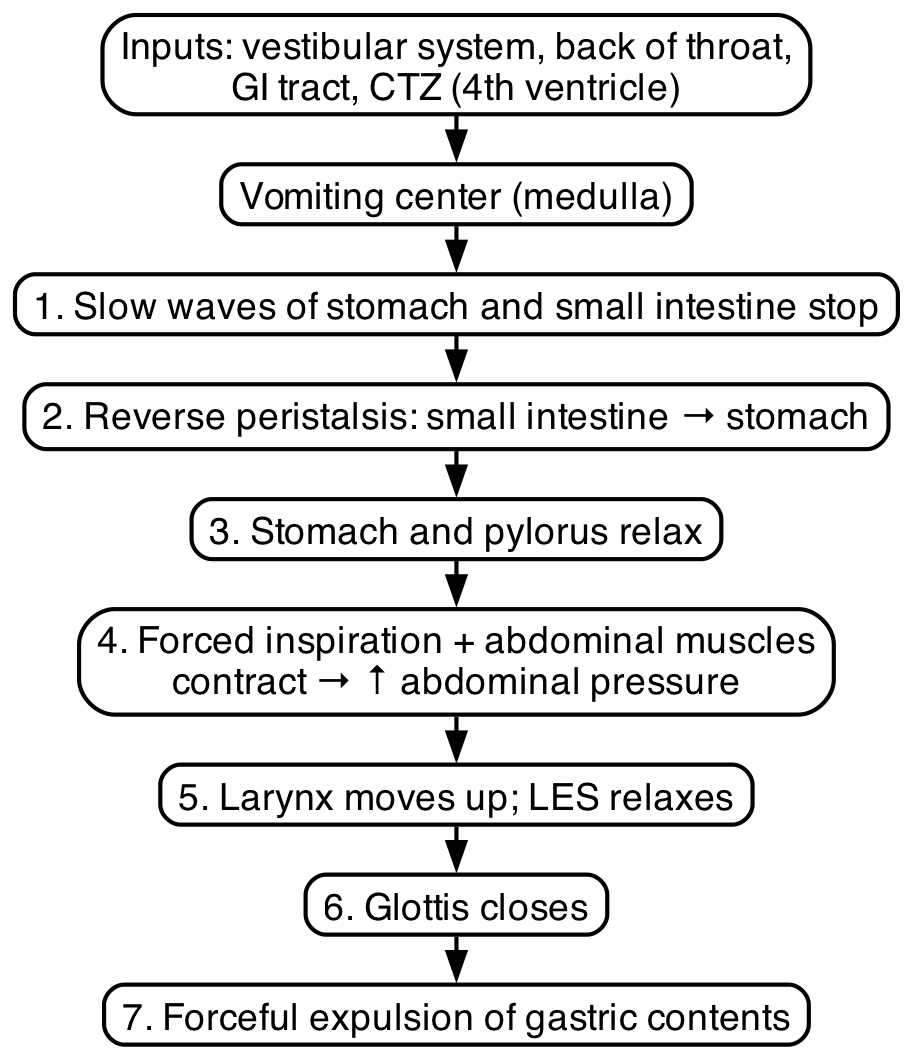 Inputs: vestibular system, back of throat,
GI tract, CTZ (4th ventricle)
Vomiting center (medulla)
1. Slow waves of stomach and small intestine stop
2. Reverse peristalsis: small intestine → stomach
3. Stomach and pylorus relax
4. Forced inspiration + abdominal muscles
contract → ↑ abdominal pressure
5. Larynx moves up; LES relaxes
6. Glottis closes
7. Forceful expulsion of gastric contents